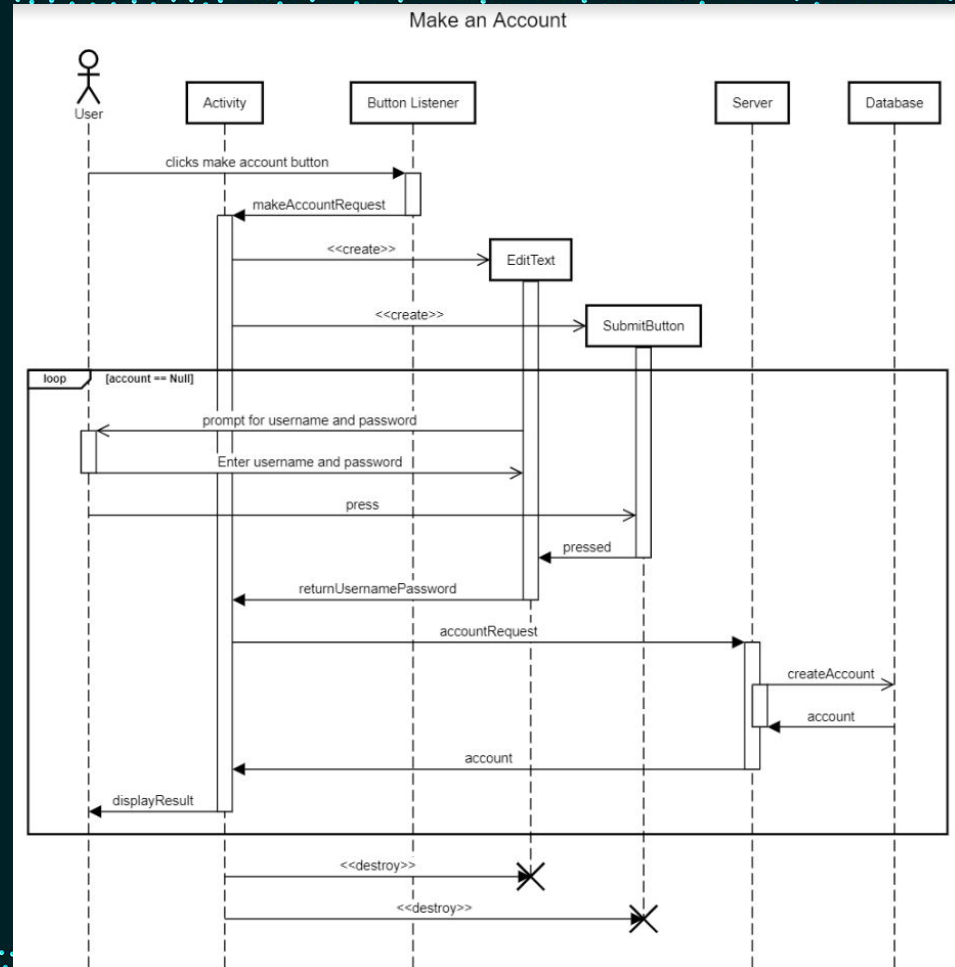 Make an Account
User
Activity
Button Listener
Server
Database
clicks make account button
makeAccountRequest
<<create>>
EditText
<<create>>
SubmitButton
loop
[account == Null]
prompt for username and password
Enter username and password
press
pressed
returnUsernamePassword
accountRequest
createAccount
account
account
displayResult
<<destroy>>
<<destroy>>